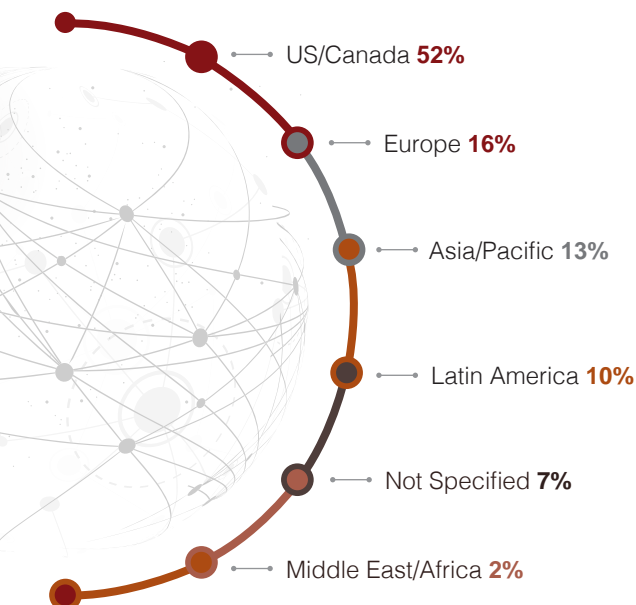 US/Canada 52%
Europe 16%
Asia/Pacific 13%
Latin America 10%
Not Specified 7%
Middle East/Africa 2%